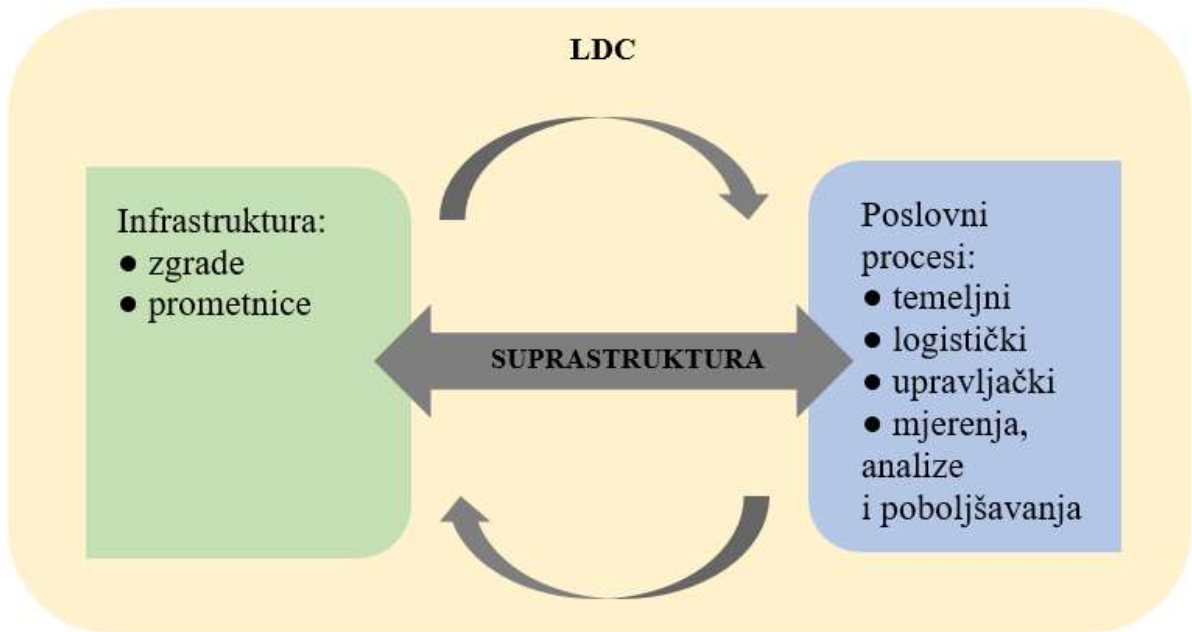 LDC
Infrastruktura:
● zgrade
● prometnice
SUPRASTRUKTURA
Poslovni
procesi:
● temeljni
● logistički
● upravljački
● mjerenja,
analize
i poboljšavanja